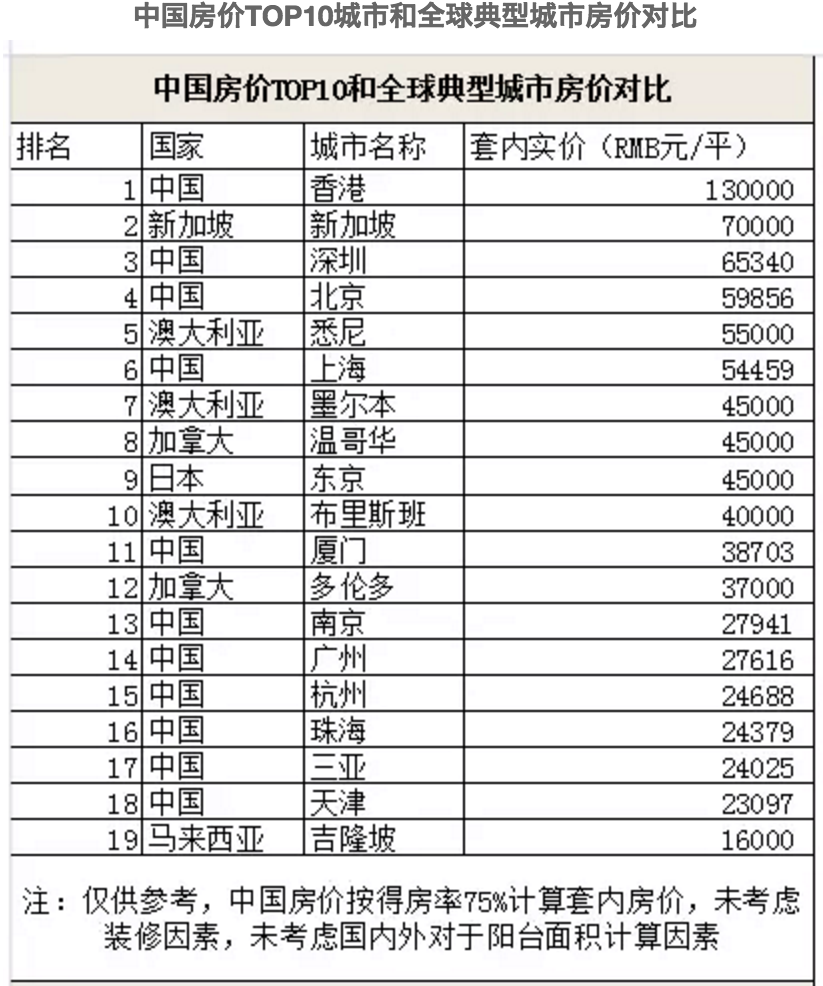 中国房价TOP10城市和全球典型城市房价对比
中国房价TOP10和全球典型城市房价对比
排名 国家 城市名称 套内实价（RMB元/平）
1 中国 香港 130000
2 新加坡 新加坡 70000
3 中国 深圳 65340
4 中国 北京 59856
5 澳大利亚 悉尼 55000
6 中国 上海 54459
7 澳大利亚 墨尔本 45000
8 加拿大 温哥华 45000
9 日本 东京 45000
10 澳大利亚 布里斯班 40000
11 中国 厦门 38703
12 加拿大 多伦多 37000
13 中国 南京 27941
14 中国 广州 27616
15 中国 杭州 24688
16 中国 珠海 24379
17 中国 三亚 24025
18 中国 天津 23097
19 马来西亚 吉隆坡 16000
注：仅供参考，中国房价按得房率75%计算套内房价，未考虑
装修因素，未考虑国内外对于阳台面积计算因素